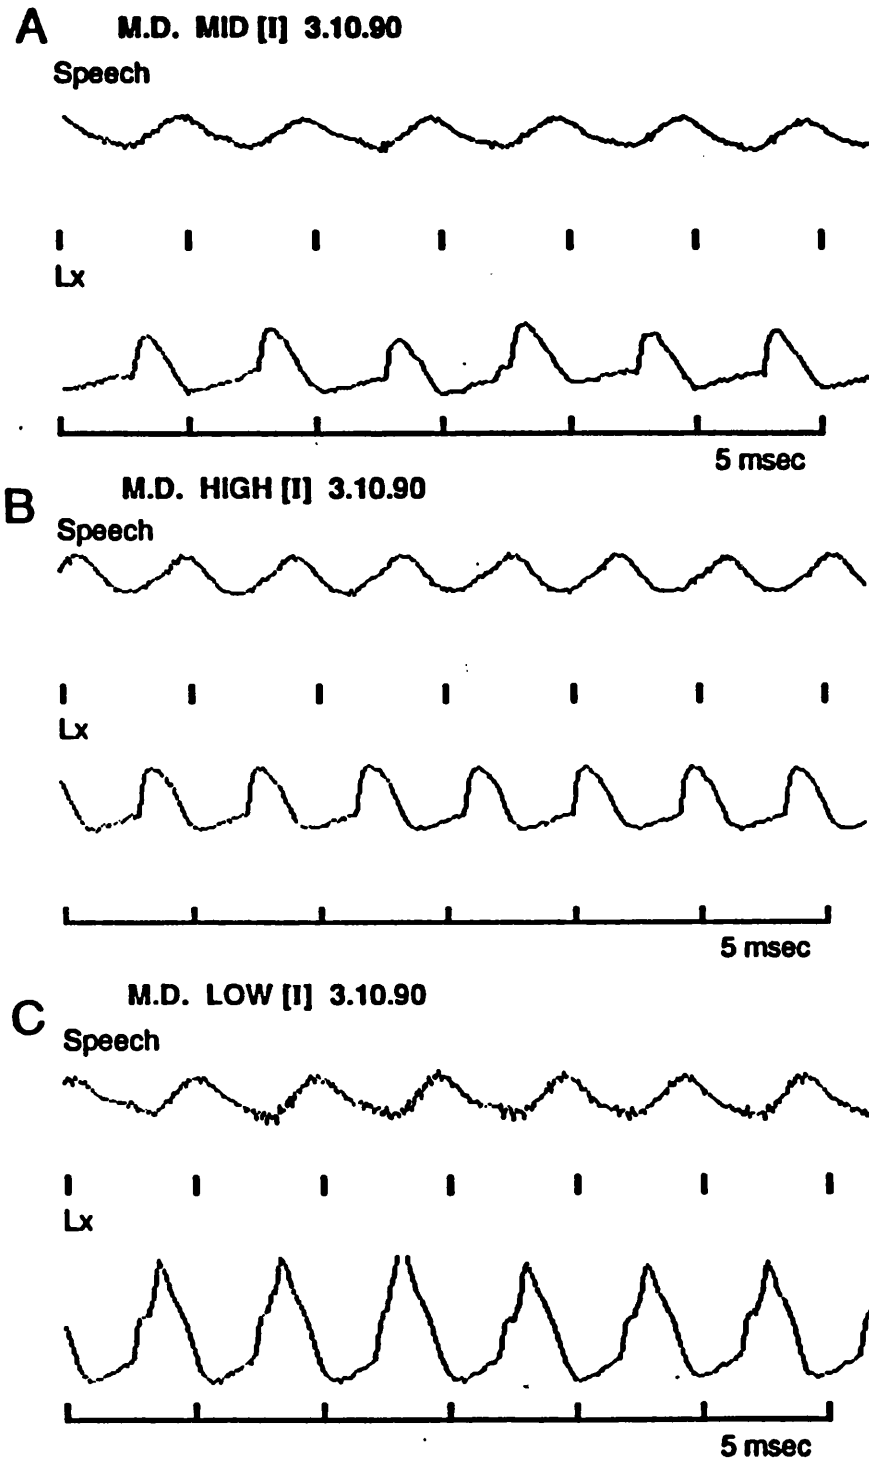 A M.D. MID [I] 3.10.90
Speech
Lx
5 msec
B M.D. HIGH [I] 3.10.90
Speech
Lx
5 msec
C M.D. LOW [I] 3.10.90
Speech
Lx
5 msec